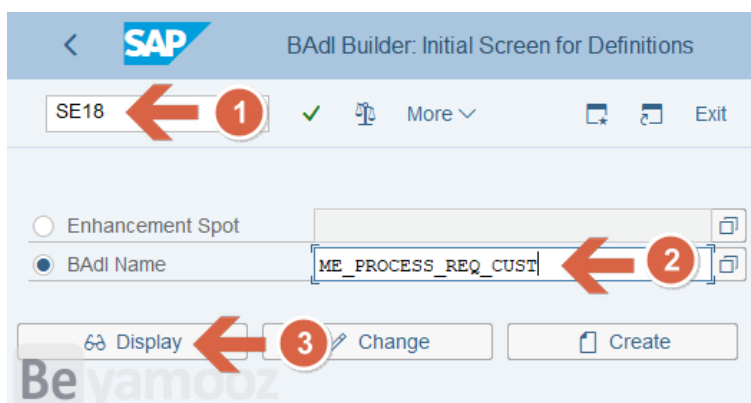 SAP BAdI Builder: Initial Screen for Definitions
SE18 1 More Exit
Enhancement Spot
BAdI Name ME_PROCESS_REQ_CUST 2
Display 3 Change Create
Beyamooz